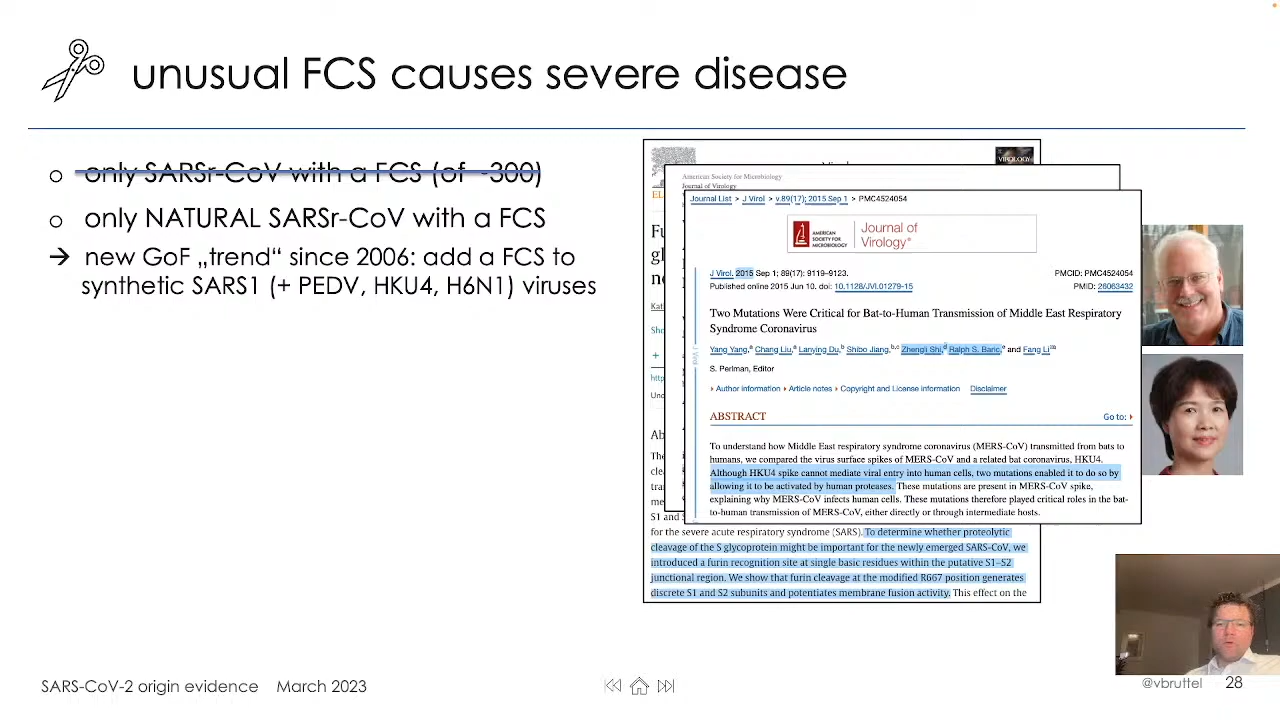 unusual FCS causes severe disease
only SARSr-CoV with a FCS (of ~300)
only NATURAL SARSr-CoV with a FCS
→ new GoF „trend“ since 2006: add a FCS to
synthetic SARS1 (+ PEDV, HKU4, H6N1) viruses
VIROLOGY
American Society for Microbiology
Journal of Virology
Journal List > J Virol > v.89(17); 2015 Sep 1 > PMC4524054
AMERICAN
SOCIETY FOR
MICROBIOLOGY
Journal of
Virology®
J Virol. 2015 Sep 1; 89(17): 9119–9123.
PMCID: PMC4524054
Published online 2015 Jun 10. doi: 10.1128/JVI.01279-15
PMID: 26063432
Two Mutations Were Critical for Bat-to-Human Transmission of Middle East Respiratory
Syndrome Coronavirus
Yang Yang,a Chang Liu,a Lanying Du,b Shibo Jiang,b,c Zhengli Shi,d Ralph S. Baric,e and Fang Li
S. Perlman, Editor
Author information Article notes Copyright and License information Disclaimer
ABSTRACT
Go to:
To understand how Middle East respiratory syndrome coronavirus (MERS-CoV) transmitted from bats to
humans, we compared the virus surface spikes of MERS-CoV and a related bat coronavirus, HKU4.
Although HKU4 spike cannot mediate viral entry into human cells, two mutations enabled it to do so by
allowing it to be activated by human proteases. These mutations are present in MERS-CoV spike,
explaining why MERS-CoV infects human cells. These mutations therefore played critical roles in the bat-
to-human transmission of MERS-CoV, either directly or through intermediate hosts.
S1 and S
for the severe acute respiratory syndrome (SARS). To determine whether proteolytic
cleavage of the S glycoprotein might be important for the newly emerged SARS-CoV, we
introduced a furin recognition site at single basic residues within the putative S1–S2
junctional region. We show that furin cleavage at the modified R667 position generates
discrete S1 and S2 subunits and potentiates membrane fusion activity. This effect on the
SARS-CoV-2 origin evidence March 2023
@vbruttel 28